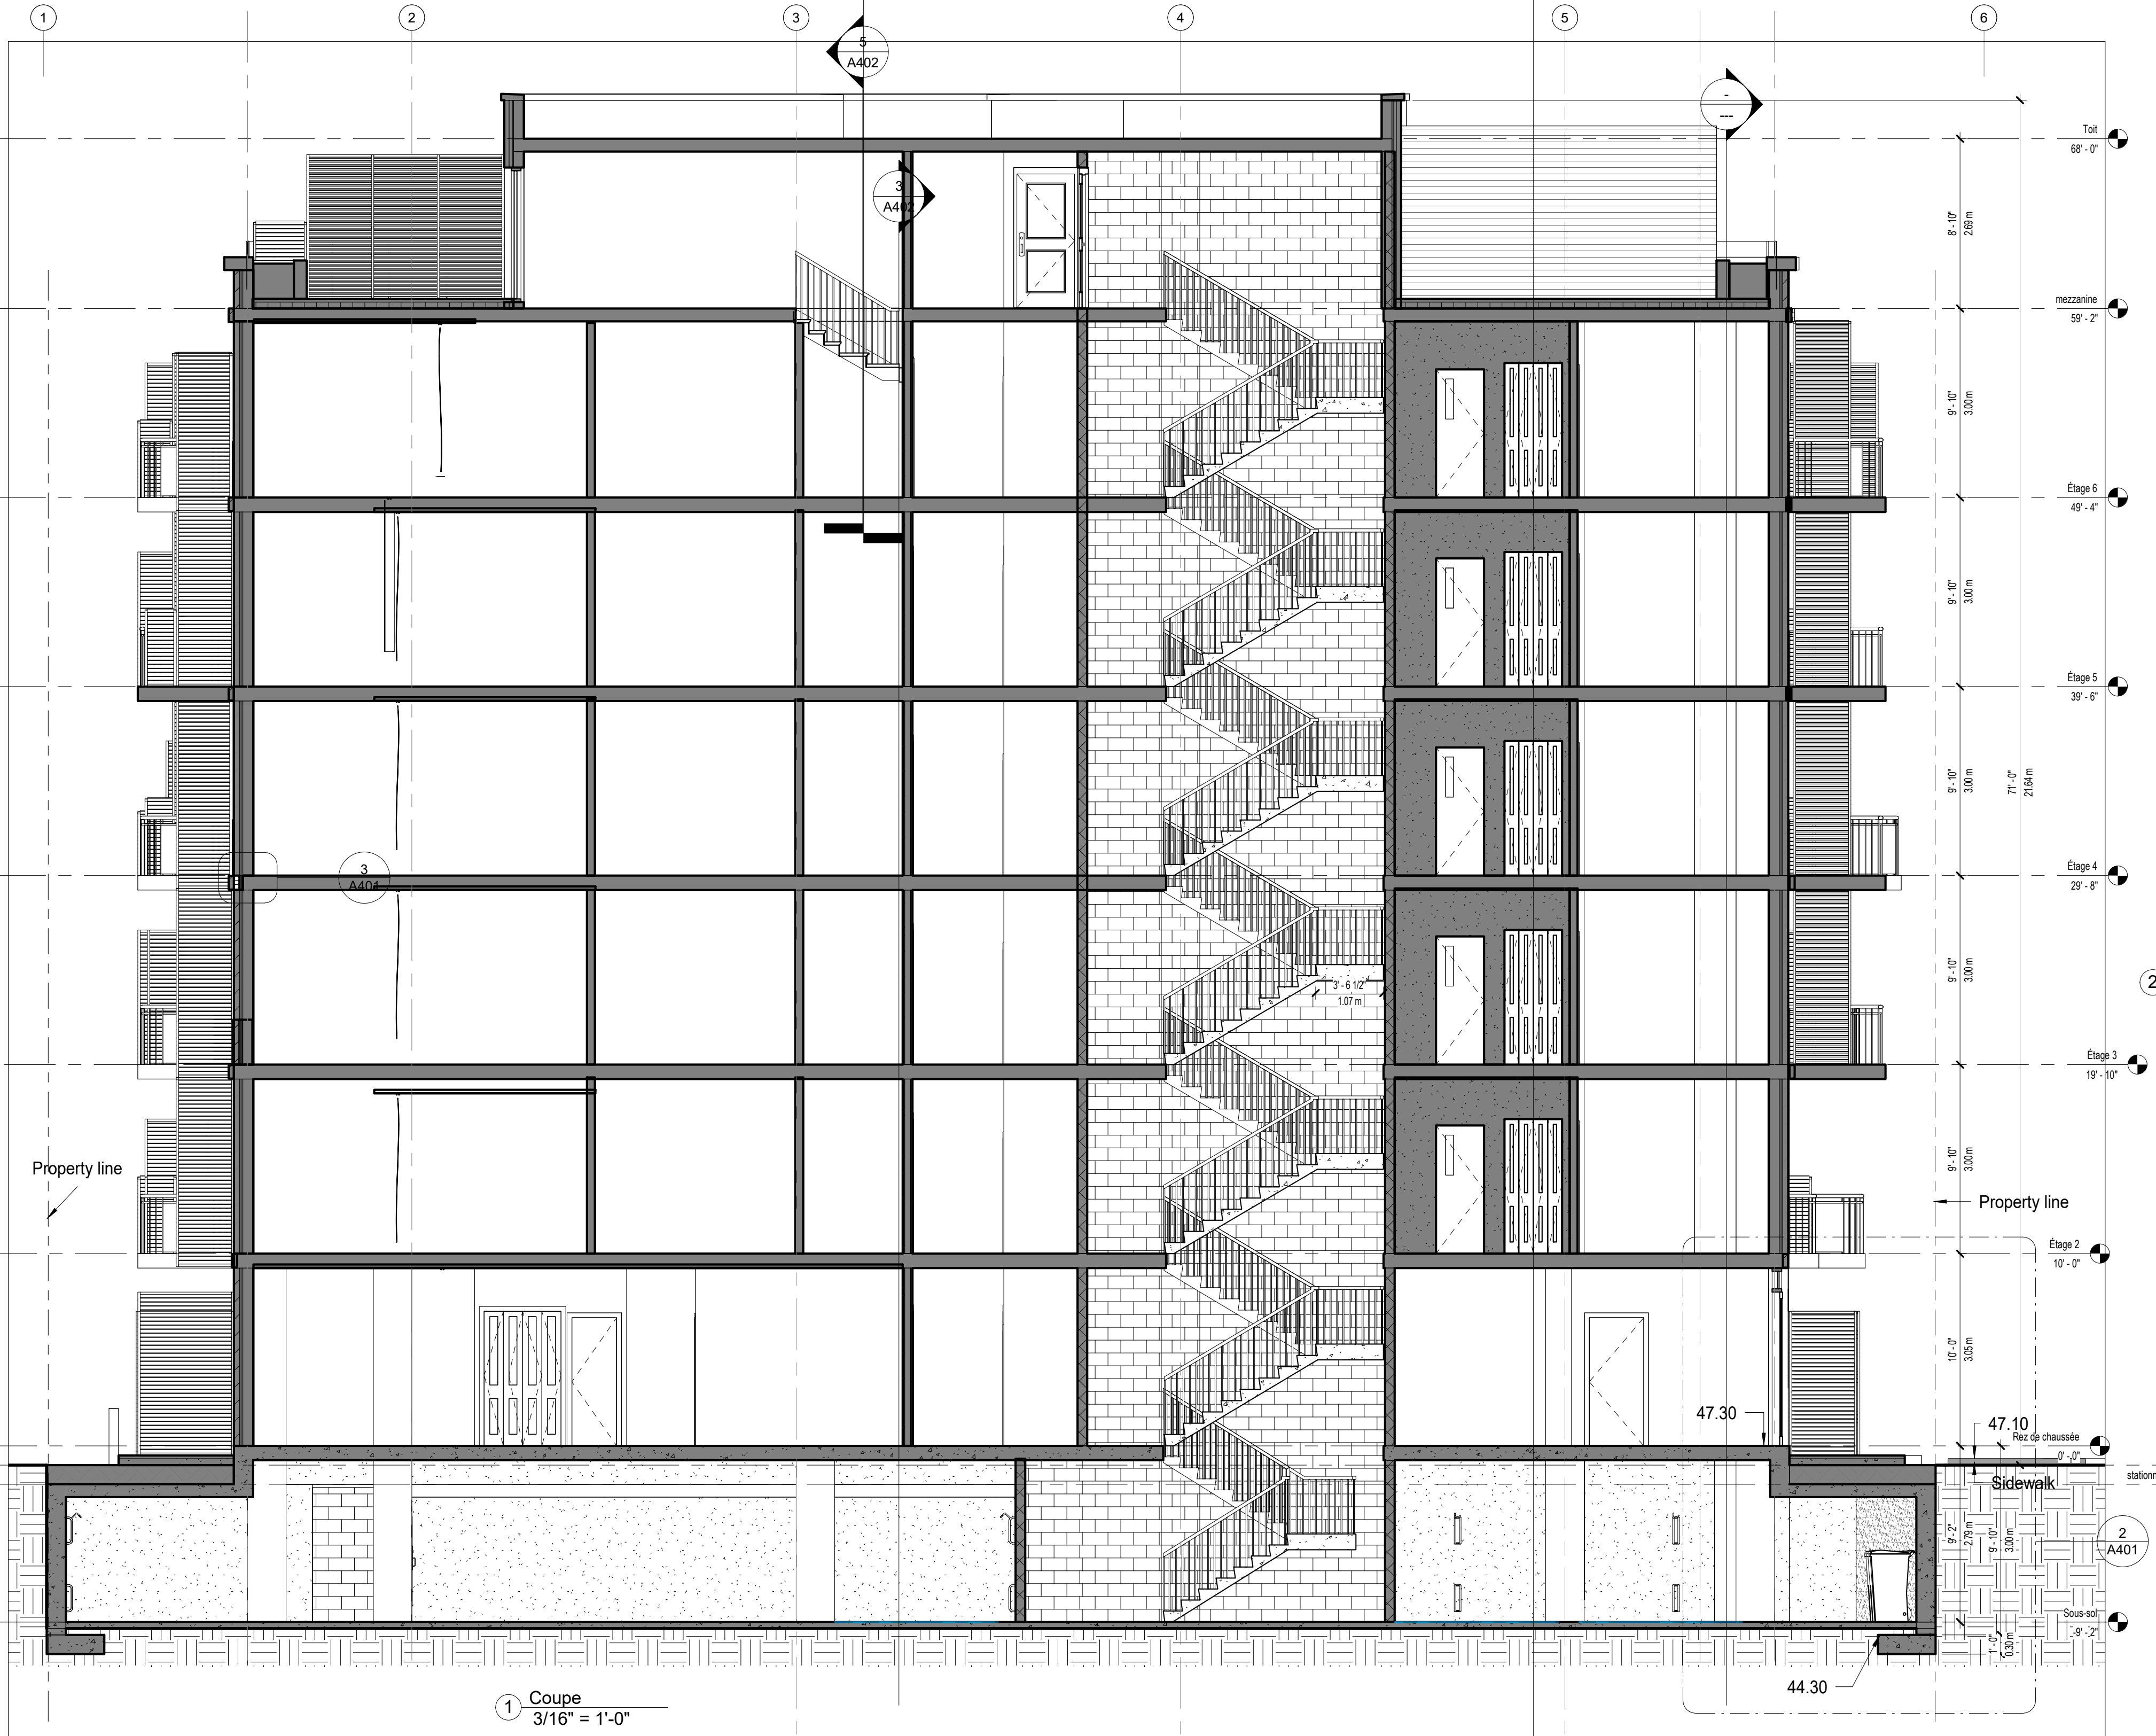 1
2
3
4
5
6
5
A402
-
---
Toit
68' - 0"
3
A402
8' - 10"
2.69 m
mezzanine
59' - 2"
9' - 10"
3.00 m
Étage 6
49' - 4"
9' - 10"
3.00 m
Étage 5
39' - 6"
9' - 10"
3.00 m
71' - 0"
21.64 m
3
A401
Étage 4
29' - 8"
9' - 10"
3.00 m
3' - 6 1/2"
1.07 m
2
Étage 3
19' - 10"
Property line
9' - 10"
3.00 m
Property line
Étage 2
10' - 0"
10' - 0"
3.05 m
47.30
47.10
Rez de chaussée
0' - 0"
stationn
Sidewalk
9' - 2"
2.79 m
9' - 10"
3.00 m
2
A401
Sous-sol
-9' - 2"
1' - 0"
0.30 m
44.30
1
Coupe
3/16" = 1'-0"